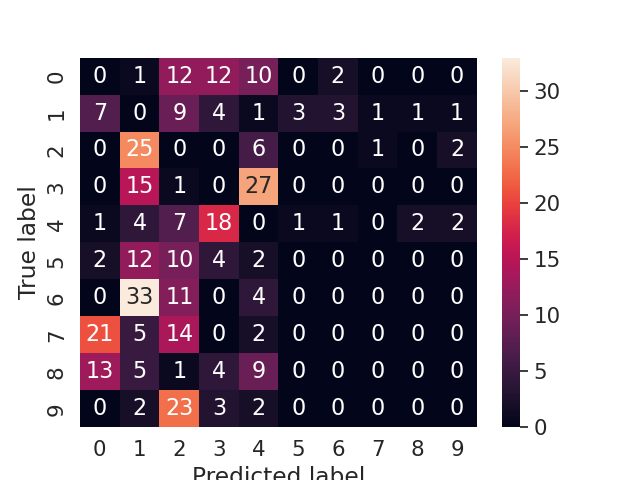 0 0 1 12 12 10 0 2 0 0 0
1 7 0 9 4 1 3 3 1 1 1
2 0 25 0 0 6 0 0 1 0 2
3 0 15 1 0 27 0 0 0 0 0
4 1 4 7 18 0 1 1 0 2 2
5 2 12 10 4 2 0 0 0 0 0
6 0 33 11 0 4 0 0 0 0 0
7 21 5 14 0 2 0 0 0 0 0
8 13 5 1 4 9 0 0 0 0 0
9 0 2 23 3 2 0 0 0 0 0
0 1 2 3 4 5 6 7 8 9
True label
Predicted label
30
25
20
15
10
5
0